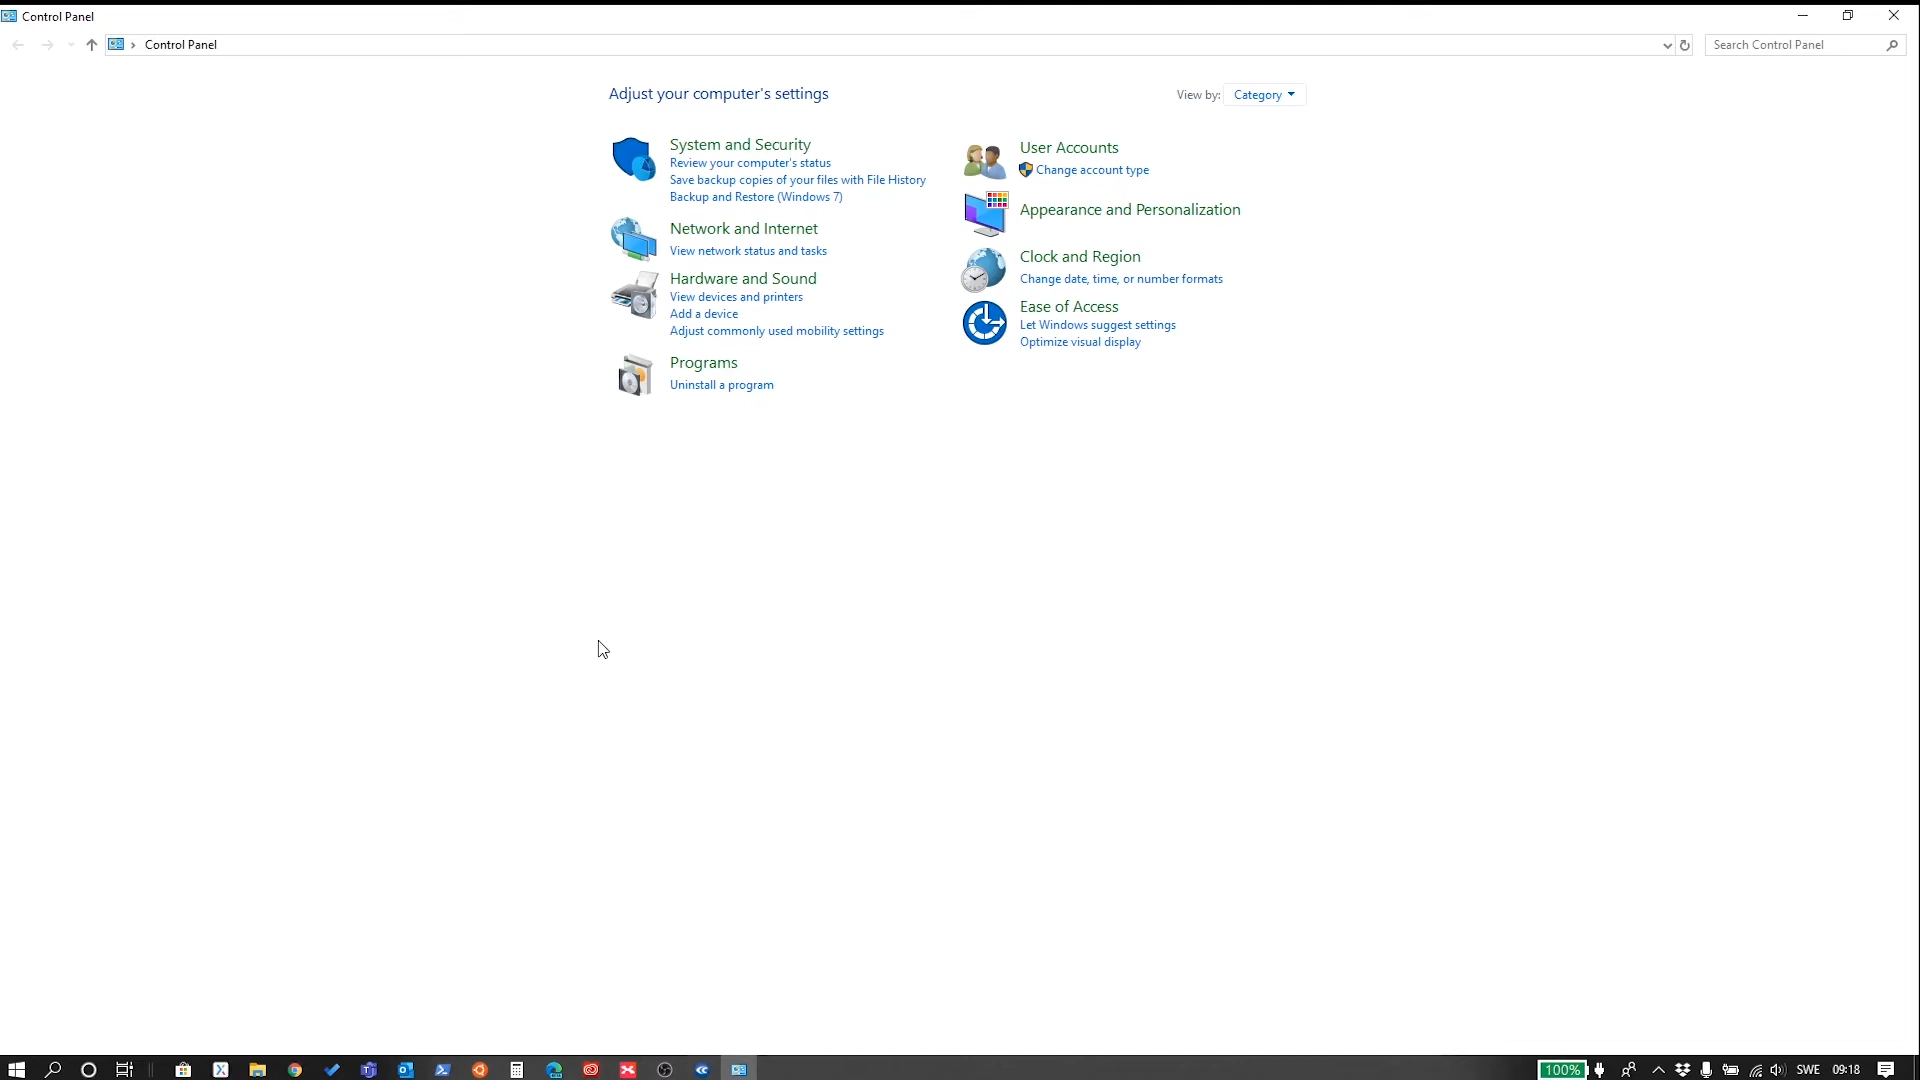 Control Panel
Control Panel
Search Control Panel
Adjust your computer's settings
View by: Category
System and Security
Review your computer's status
Save backup copies of your files with File History
Backup and Restore (Windows 7)
Network and Internet
View network status and tasks
Hardware and Sound
View devices and printers
Add a device
Adjust commonly used mobility settings
Programs
Uninstall a program
User Accounts
Change account type
Appearance and Personalization
Clock and Region
Change date, time, or number formats
Ease of Access
Let Windows suggest settings
Optimize visual display
100% SWE 09:18